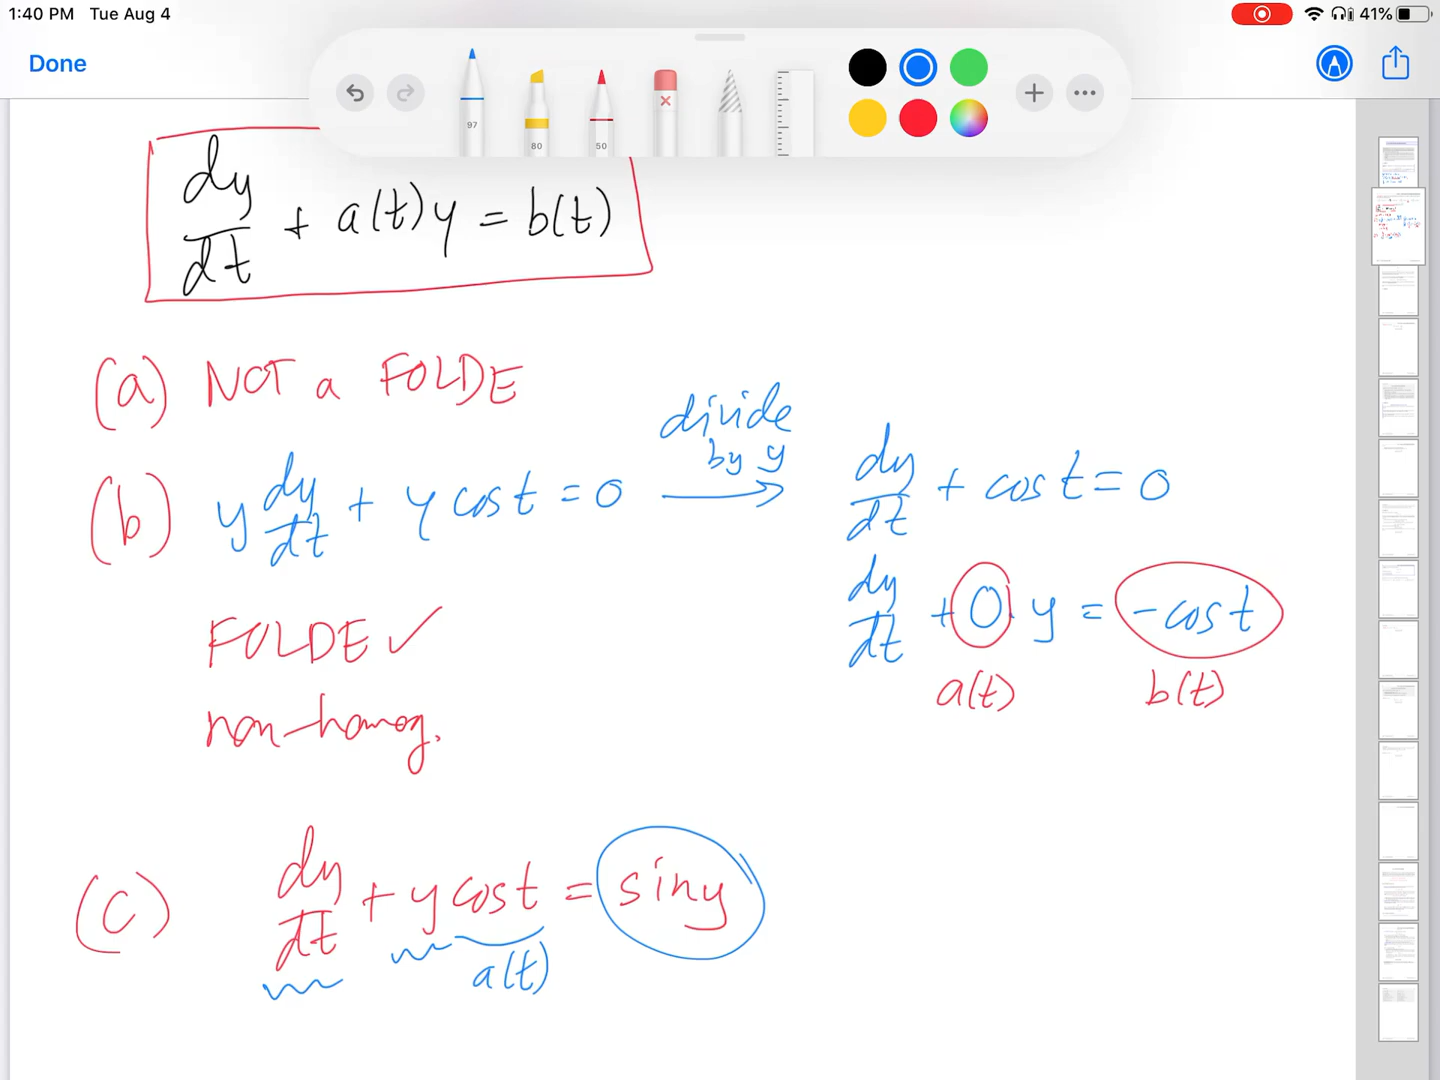 1:40 PM Tue Aug 4
41%
Done
97
80
50
dy/dt + a(t)y = b(t)
(a) NOT a FOLDE
(b) y dy/dt + y cos t = 0
divide
by y
dy/dt + cos t = 0
dy/dt + 0 · y = -cos t
a(t) b(t)
FOLDE ✓
non-homog.
(c) dy/dt + y cos t = sin y
a(t)